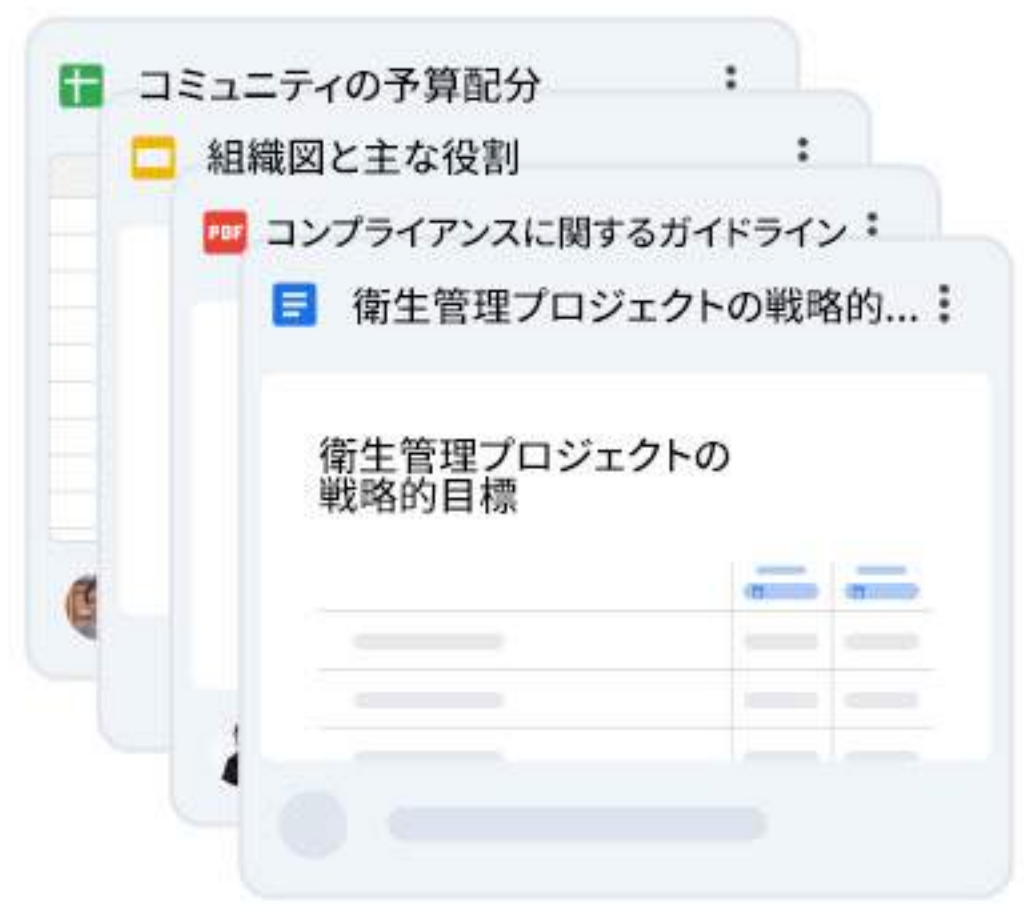 コミュニティの予算配分
組織図と主な役割
PDF
コンプライアンスに関するガイドライン
衛生管理プロジェクトの戦略的...
衛生管理プロジェクトの
戦略的目標